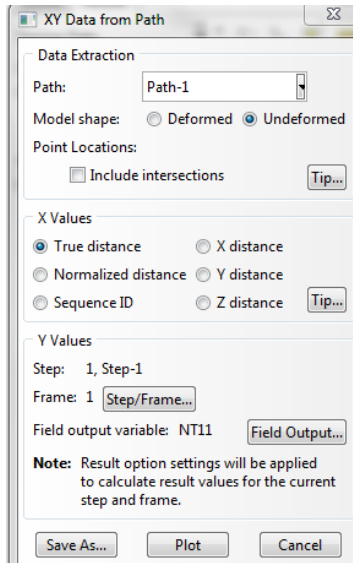 XY Data from Path
Data Extraction
Path: Path-1
Model shape: Deformed Undeformed
Point Locations:
Include intersections Tip...
X Values
True distance X distance
Normalized distance Y distance
Sequence ID Z distance Tip...
Y Values
Step: 1, Step-1
Frame: 1 Step/Frame...
Field output variable: NT11 Field Output...
Note: Result option settings will be applied
to calculate result values for the current
step and frame.
Save As... Plot Cancel